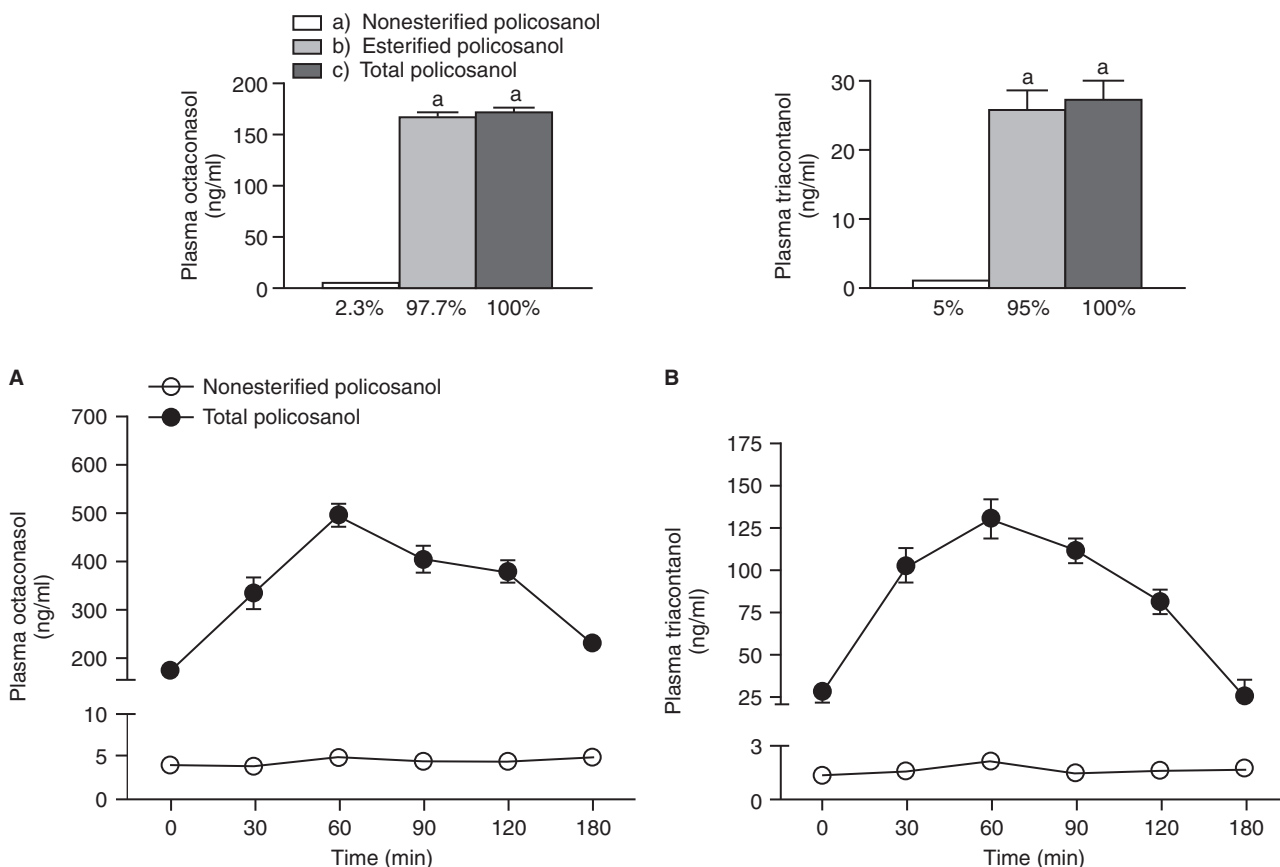 a) Nonesterified policosanol
b) Esterified policosanol
c) Total policosanol
Plasma octaconasol
(ng/ml)
200
150
100
50
0
a
a
2.3%
97.7%
100%
Plasma triacontanol
(ng/ml)
30
20
10
0
a
a
5%
95%
100%
A
Nonesterified policosanol
Total policosanol
Plasma octaconasol
(ng/ml)
700
600
500
400
300
200
10
5
0
0
30
60
90
120
180
Time (min)
B
Plasma triacontanol
(ng/ml)
175
150
125
100
75
50
25
3
0
0
30
60
90
120
180
Time (min)